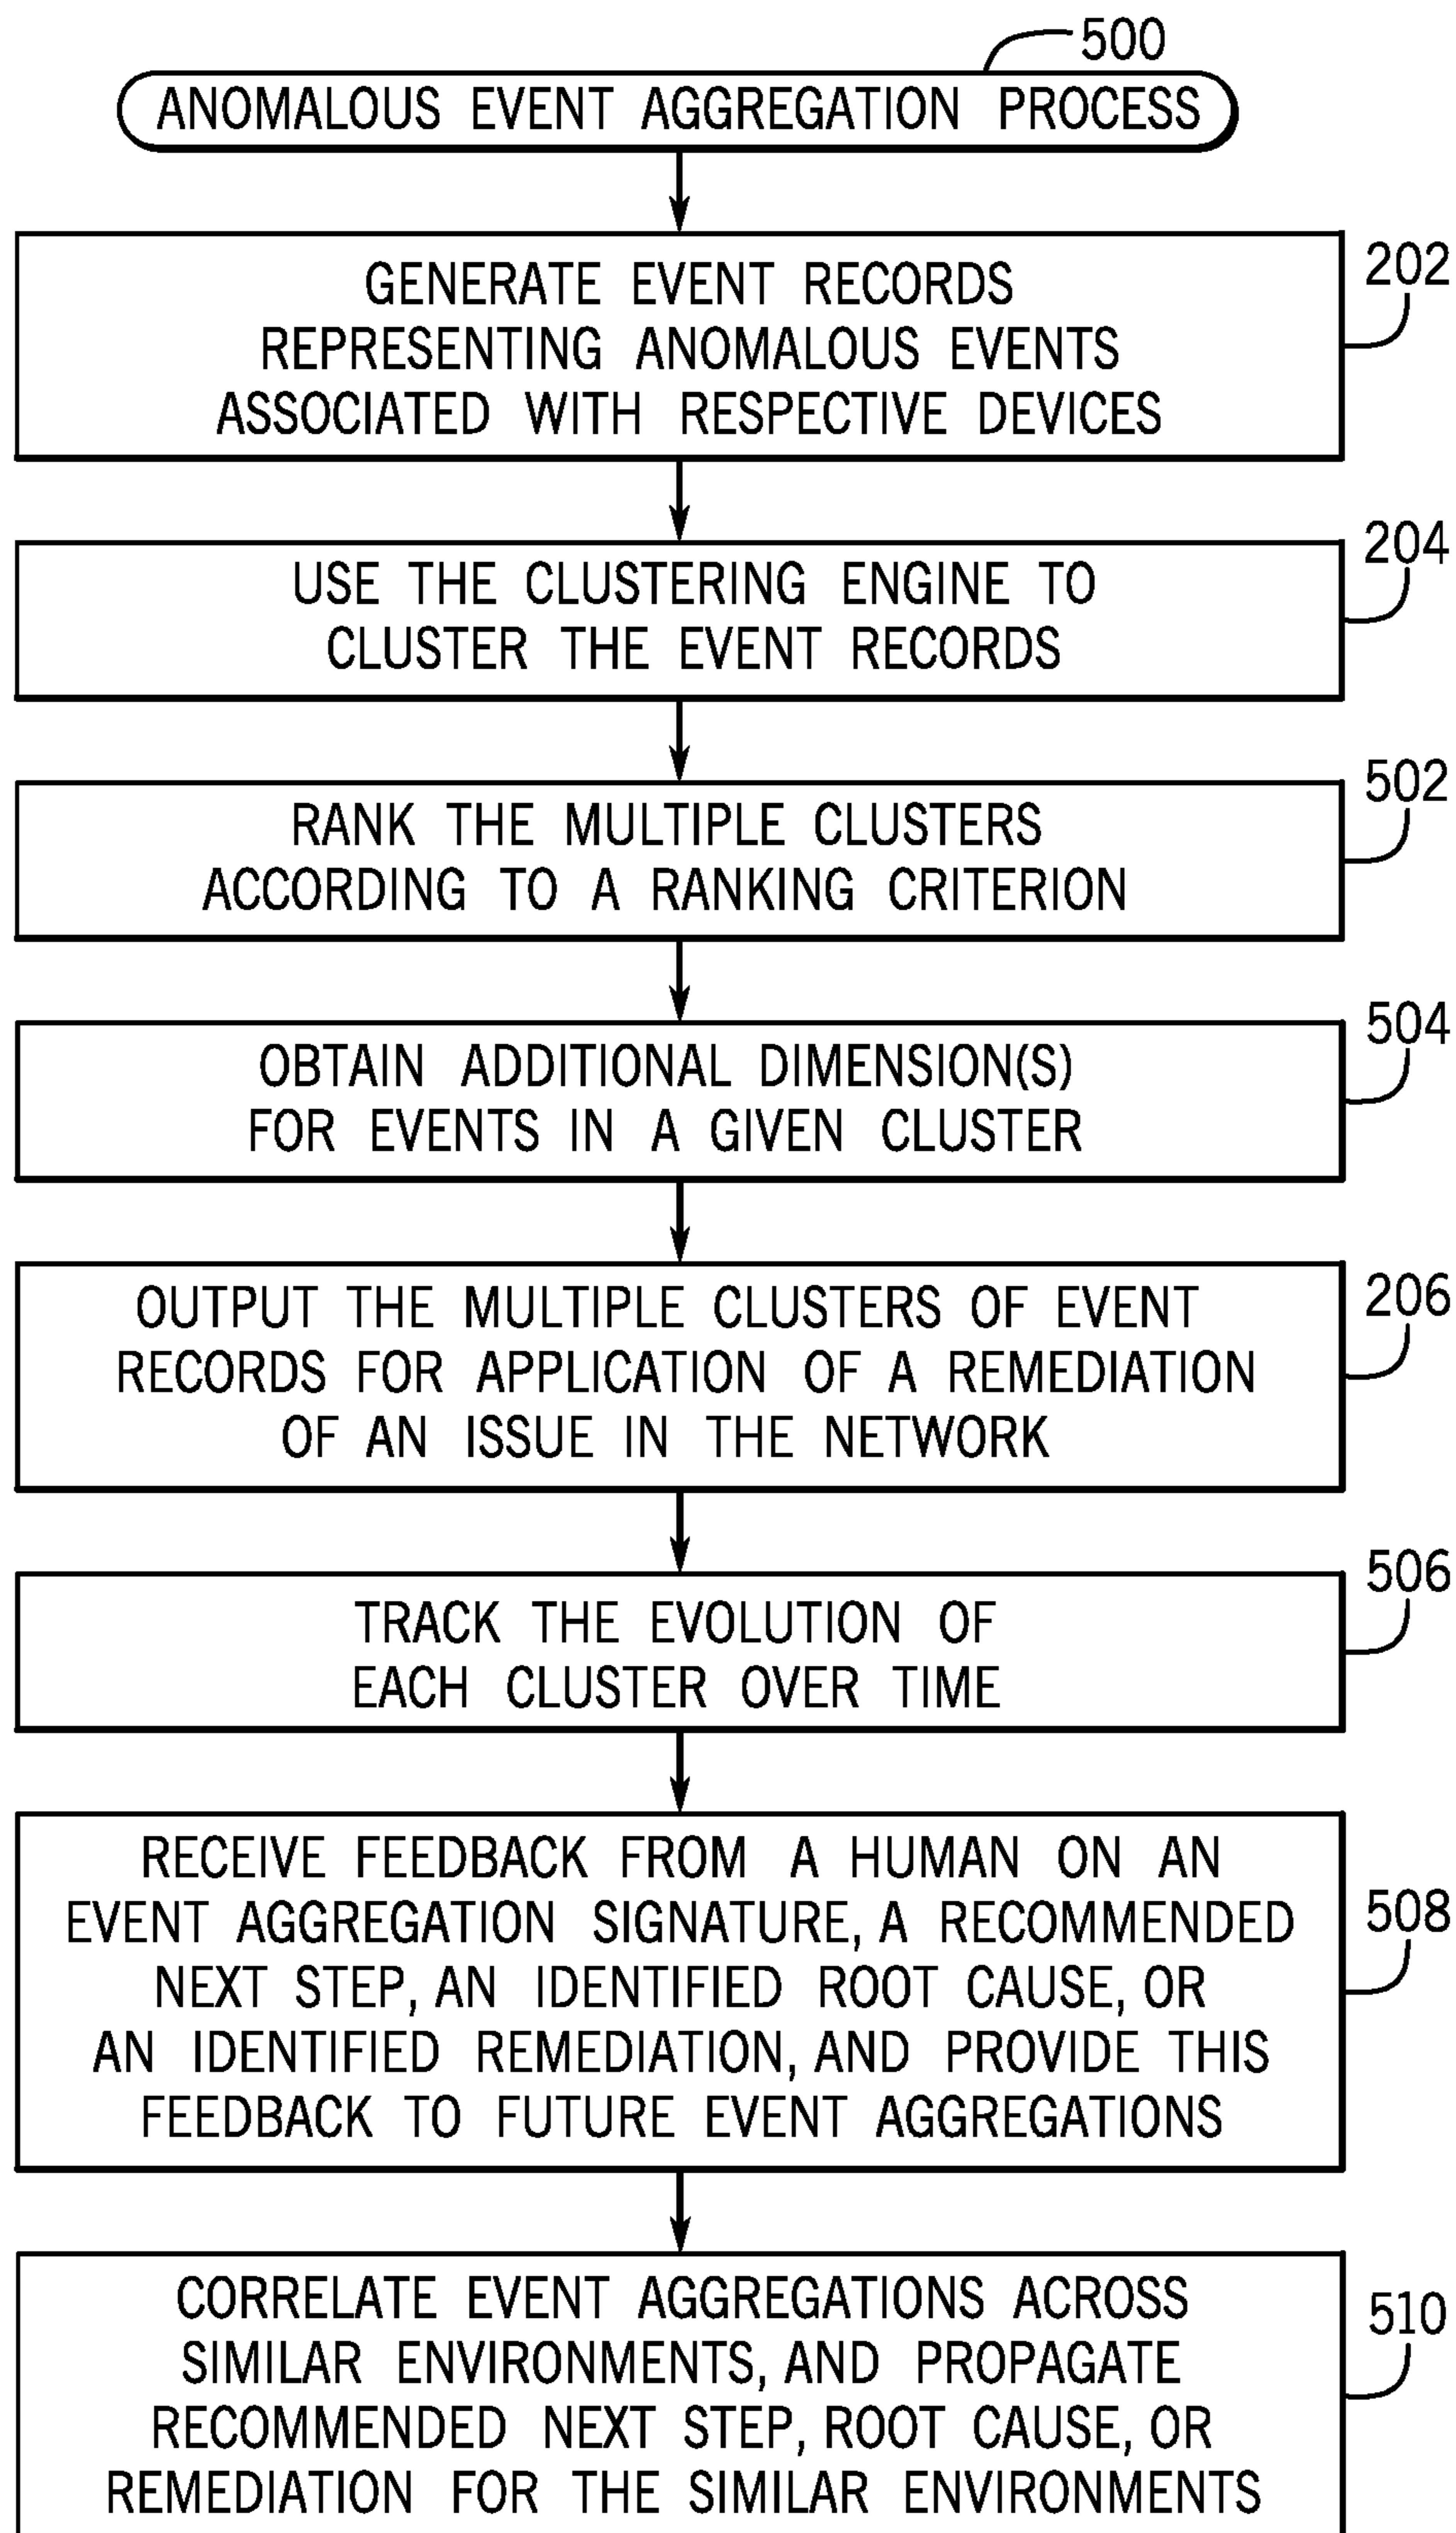 500
ANOMALOUS EVENT AGGREGATION PROCESS
202
GENERATE EVENT RECORDS
REPRESENTING ANOMALOUS EVENTS
ASSOCIATED WITH RESPECTIVE DEVICES
204
USE THE CLUSTERING ENGINE TO
CLUSTER THE EVENT RECORDS
502
RANK THE MULTIPLE CLUSTERS
ACCORDING TO A RANKING CRITERION
504
OBTAIN ADDITIONAL DIMENSION(S)
FOR EVENTS IN A GIVEN CLUSTER
206
OUTPUT THE MULTIPLE CLUSTERS OF EVENT
RECORDS FOR APPLICATION OF A REMEDIATION
OF AN ISSUE IN THE NETWORK
506
TRACK THE EVOLUTION OF
EACH CLUSTER OVER TIME
508
RECEIVE FEEDBACK FROM A HUMAN ON AN
EVENT AGGREGATION SIGNATURE, A RECOMMENDED
NEXT STEP, AN IDENTIFIED ROOT CAUSE, OR
AN IDENTIFIED REMEDIATION, AND PROVIDE THIS
FEEDBACK TO FUTURE EVENT AGGREGATIONS
510
CORRELATE EVENT AGGREGATIONS ACROSS
SIMILAR ENVIRONMENTS, AND PROPAGATE
RECOMMENDED NEXT STEP, ROOT CAUSE, OR
REMEDIATION FOR THE SIMILAR ENVIRONMENTS